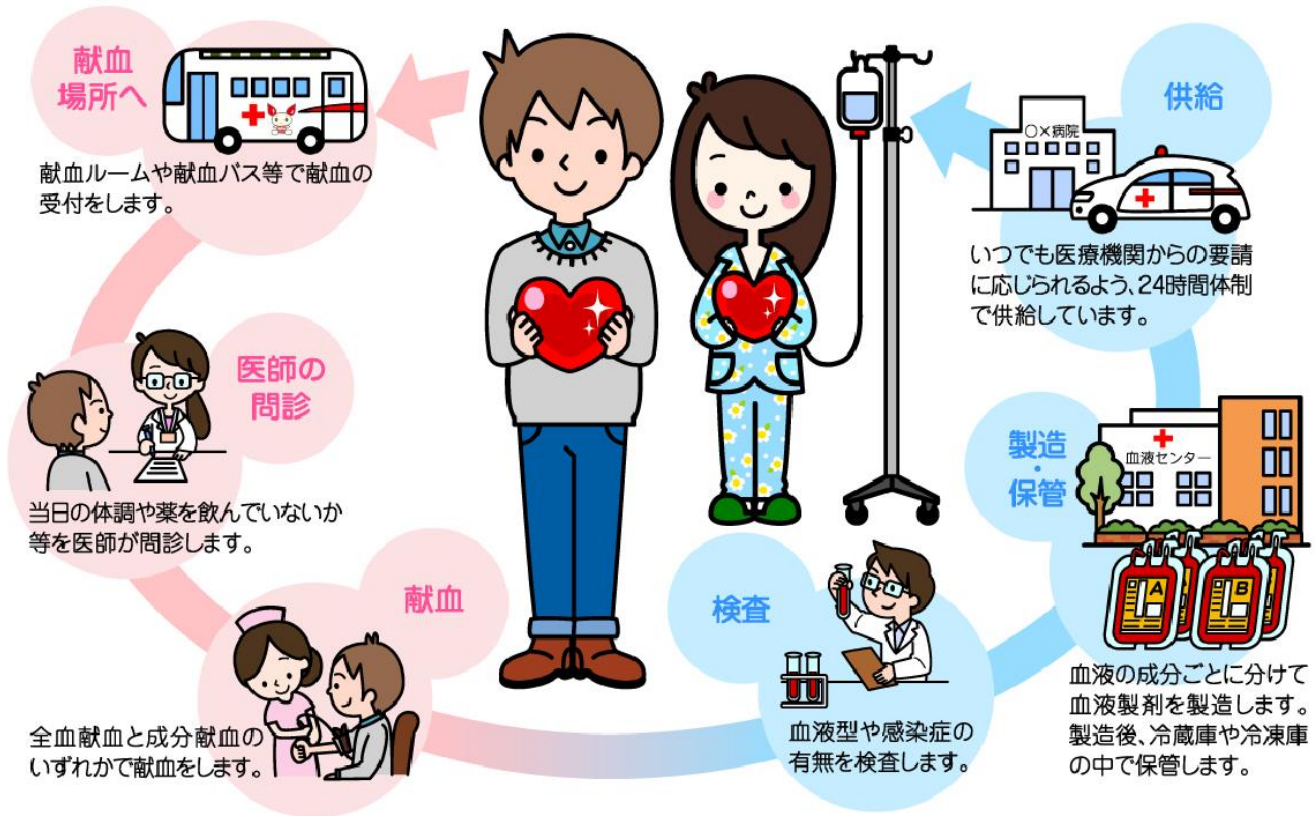 献血
場所へ
献血ルームや献血バス等で献血の
受付をします。
医師の
問診
当日の体調や薬を飲んでいないか
等を医師が問診します。
献血
全血献血と成分献血の
いずれかで献血をします。
検査
血液型や感染症の
有無を検査します。
製造
・
保管
血液センター
A
B
血液の成分ごとに分けて
血液製剤を製造します。
製造後、冷蔵庫や冷凍庫
の中で保管します。
供給
○×病院
いつでも医療機関からの要請
に応じられるよう、24時間体制
で供給しています。